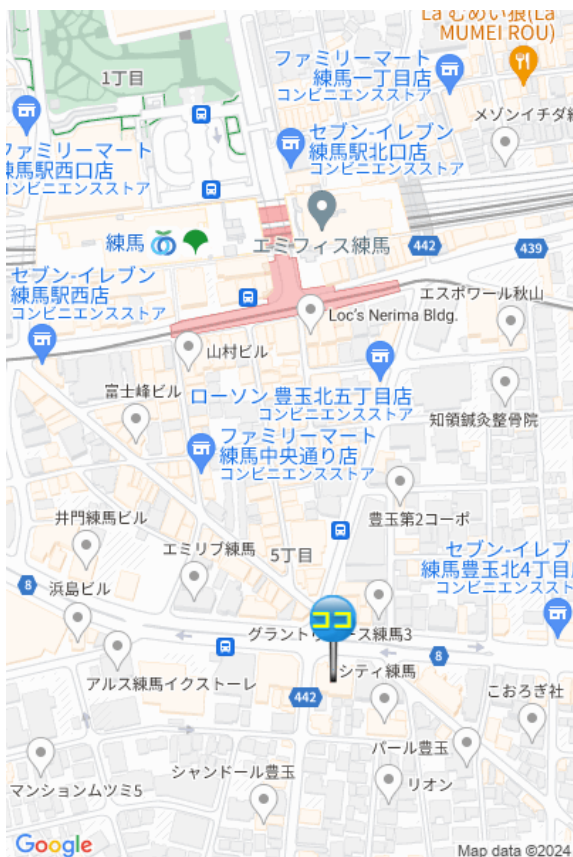 La むめい狼(La
MUMEI ROU)
ファミリーマート
練馬一丁目店
コンビニエンスストア
1丁目
メゾンイチダ練
セブン-イレブン
練馬駅北口店
コンビニエンスストア
ファミリーマート
練馬駅西口店
コンビニエンスストア
練馬
エミフィス練馬
442
439
セブン-イレブン
練馬駅西店
コンビニエンスストア
エスポワール秋山
Loc's Nerima Bldg.
山村ビル
富士峰ビル
ローソン 豊玉北五丁目店
コンビニエンスストア
知領鍼灸整骨院
ファミリーマート
練馬中央通り店
コンビニエンスストア
豊玉第2コーポ
井門練馬ビル
エミリブ練馬
5丁目
セブン-イレブ
練馬豊玉北4丁目
コンビニエンスス
8
浜島ビル
ココ
グラント
ス練馬3
8
アルス練馬イクストーレ
シティ練馬
442
こおろぎ社
パール豊玉
シャンドール豊玉
リオン
マンションムツミ5
Google
Map data ©2024